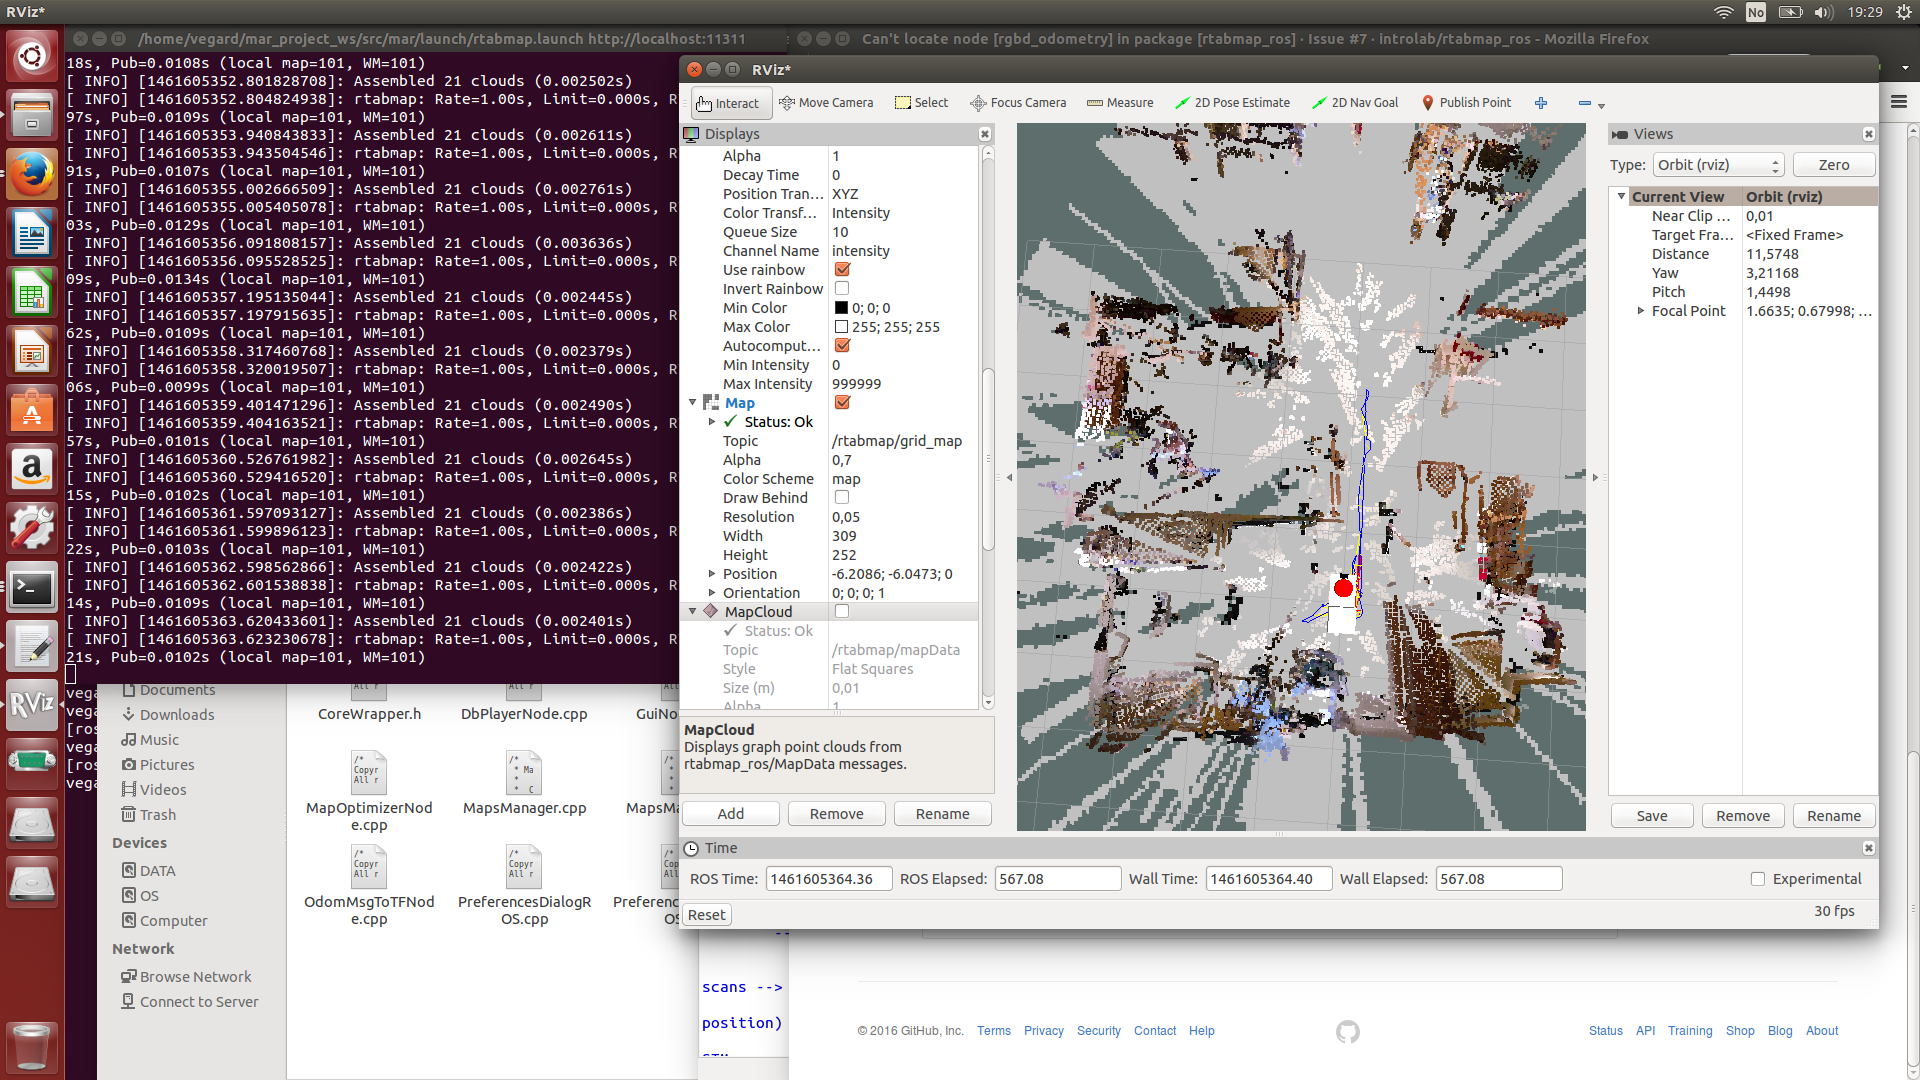 RViz*
No
19:29
/home/vegard/mar_project_ws/src/mar/launch/rtabmap.launch http://localhost:11311
Can't locate node [rgbd_odometry] in package [rtabmap_ros] · Issue #7 · introlab/rtabmap_ros - Mozilla Firefox
18s, Pub=0.0108s (local map=101, WM=101)
[ INFO] [1461605352.801828708]: Assembled 21 clouds (0.002502s)
[ INFO] [1461605352.804824938]: rtabmap: Rate=1.00s, Limit=0.000s, R
97s, Pub=0.0109s (local map=101, WM=101)
[ INFO] [1461605353.940843833]: Assembled 21 clouds (0.002611s)
[ INFO] [1461605353.943504546]: rtabmap: Rate=1.00s, Limit=0.000s, R
91s, Pub=0.0107s (local map=101, WM=101)
[ INFO] [1461605355.002666509]: Assembled 21 clouds (0.002761s)
[ INFO] [1461605355.005405078]: rtabmap: Rate=1.00s, Limit=0.000s, R
03s, Pub=0.0129s (local map=101, WM=101)
[ INFO] [1461605356.091808157]: Assembled 21 clouds (0.003636s)
[ INFO] [1461605356.095528525]: rtabmap: Rate=1.00s, Limit=0.000s, R
09s, Pub=0.0134s (local map=101, WM=101)
[ INFO] [1461605357.195135044]: Assembled 21 clouds (0.002445s)
[ INFO] [1461605357.197915635]: rtabmap: Rate=1.00s, Limit=0.000s, R
62s, Pub=0.0109s (local map=101, WM=101)
[ INFO] [1461605358.317460768]: Assembled 21 clouds (0.002379s)
[ INFO] [1461605358.320019507]: rtabmap: Rate=1.00s, Limit=0.000s, R
06s, Pub=0.0099s (local map=101, WM=101)
[ INFO] [1461605359.401471296]: Assembled 21 clouds (0.002490s)
[ INFO] [1461605359.404163521]: rtabmap: Rate=1.00s, Limit=0.000s, R
57s, Pub=0.0101s (local map=101, WM=101)
[ INFO] [1461605360.526761982]: Assembled 21 clouds (0.002645s)
[ INFO] [1461605360.529416520]: rtabmap: Rate=1.00s, Limit=0.000s, R
15s, Pub=0.0102s (local map=101, WM=101)
[ INFO] [1461605361.597093127]: Assembled 21 clouds (0.002386s)
[ INFO] [1461605361.599896123]: rtabmap: Rate=1.00s, Limit=0.000s, R
22s, Pub=0.0103s (local map=101, WM=101)
[ INFO] [1461605362.598562866]: Assembled 21 clouds (0.002422s)
[ INFO] [1461605362.601538838]: rtabmap: Rate=1.00s, Limit=0.000s, R
14s, Pub=0.0109s (local map=101, WM=101)
[ INFO] [1461605363.620433601]: Assembled 21 clouds (0.002401s)
[ INFO] [1461605363.623230678]: rtabmap: Rate=1.00s, Limit=0.000s, R
21s, Pub=0.0102s (local map=101, WM=101)
vega
vega
[ros
vega
[ros
vega
Documents
Downloads
Music
Pictures
Videos
Trash
Devices
DATA
OS
Computer
Network
Browse Network
Connect to Server
CoreWrapper.h
DbPlayerNode.cpp
GuiNo
MapOptimizerNod
e.cpp
MapsManager.cpp
MapsMa
OdomMsgToTFNod
e.cpp
PreferencesDialogR
OS.cpp
Preferenc
OS
RViz*
Interact
Move Camera
Select
Focus Camera
Measure
2D Pose Estimate
2D Nav Goal
Publish Point
Displays
Alpha 1
Decay Time 0
Position Tran... XYZ
Color Transf... Intensity
Queue Size 10
Channel Name intensity
Use rainbow
Invert Rainbow
Min Color 0; 0; 0
Max Color 255; 255; 255
Autocomput...
Min Intensity 0
Max Intensity 999999
Map
Status: Ok
Topic /rtabmap/grid_map
Alpha 0,7
Color Scheme map
Draw Behind
Resolution 0,05
Width 309
Height 252
Position -6.2086; -6.0473; 0
Orientation 0; 0; 0; 1
MapCloud
Status: Ok
Topic /rtabmap/mapData
Style Flat Squares
Size (m) 0,01
Alpha 1
MapCloud
Displays graph point clouds from
rtabmap_ros/MapData messages.
Add
Remove
Rename
Views
Type: Orbit (rviz)
Zero
Current View Orbit (rviz)
Near Clip ... 0,01
Target Fra... <Fixed Frame>
Distance 11,5748
Yaw 3,21168
Pitch 1,4498
Focal Point 1.6635; 0.67998; ...
Save
Remove
Rename
Time
ROS Time: 1461605364.36
ROS Elapsed: 567.08
Wall Time: 1461605364.40
Wall Elapsed: 567.08
Experimental
Reset
30 fps
scans -->
position)
© 2016 GitHub, Inc. Terms Privacy Security Contact Help
Status API Training Shop Blog About